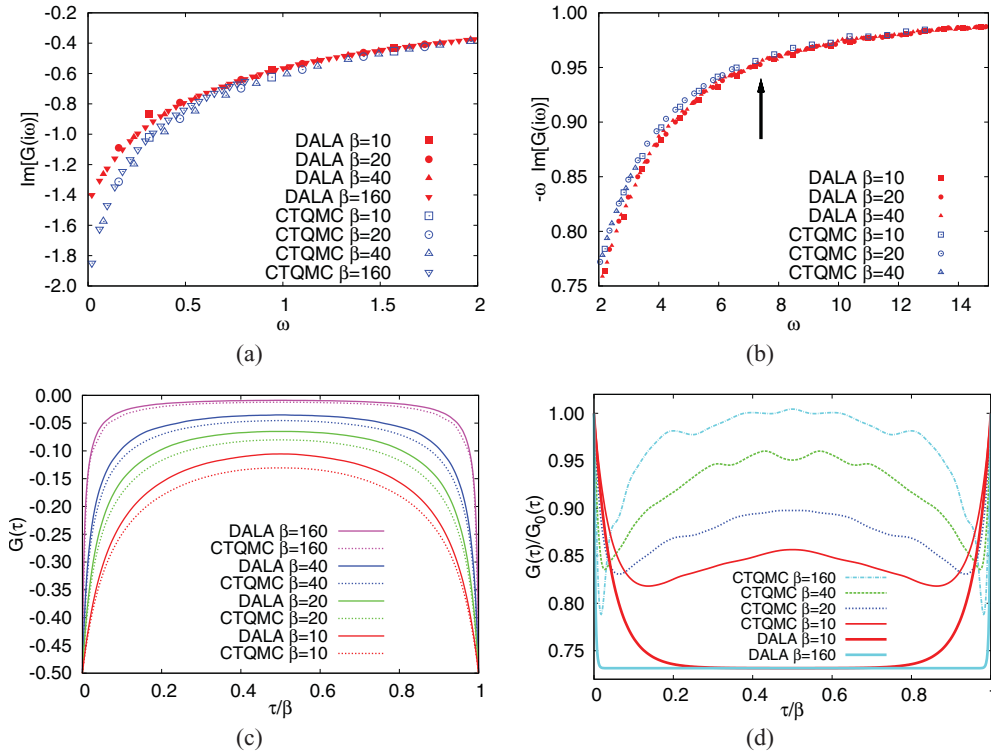 -0.2
-0.4
-0.6
-0.8
-1.0
-1.2
-1.4
-1.6
-1.8
-2.0
Im[G(iω)]
DALA β=10
DALA β=20
DALA β=40
DALA β=160
CTQMC β=10
CTQMC β=20
CTQMC β=40
CTQMC β=160
0 0.5 1 1.5 2
ω
(a)
1.00
0.95
0.90
0.85
0.80
0.75
-ω Im[G(iω)]
DALA β=10
DALA β=20
DALA β=40
CTQMC β=10
CTQMC β=20
CTQMC β=40
2 4 6 8 10 12 14
ω
(b)
0.00
-0.05
-0.10
-0.15
-0.20
-0.25
-0.30
-0.35
-0.40
-0.45
-0.50
G(τ)
DALA β=160
CTQMC β=160
DALA β=40
CTQMC β=40
DALA β=20
CTQMC β=20
DALA β=10
CTQMC β=10
0 0.2 0.4 0.6 0.8 1
τ/β
(c)
1.00
0.95
0.90
0.85
0.80
0.75
G(τ)/G₀(τ)
CTQMC β=160
CTQMC β=40
CTQMC β=20
CTQMC β=10
DALA β=10
DALA β=160
0 0.2 0.4 0.6 0.8 1
τ/β
(d)